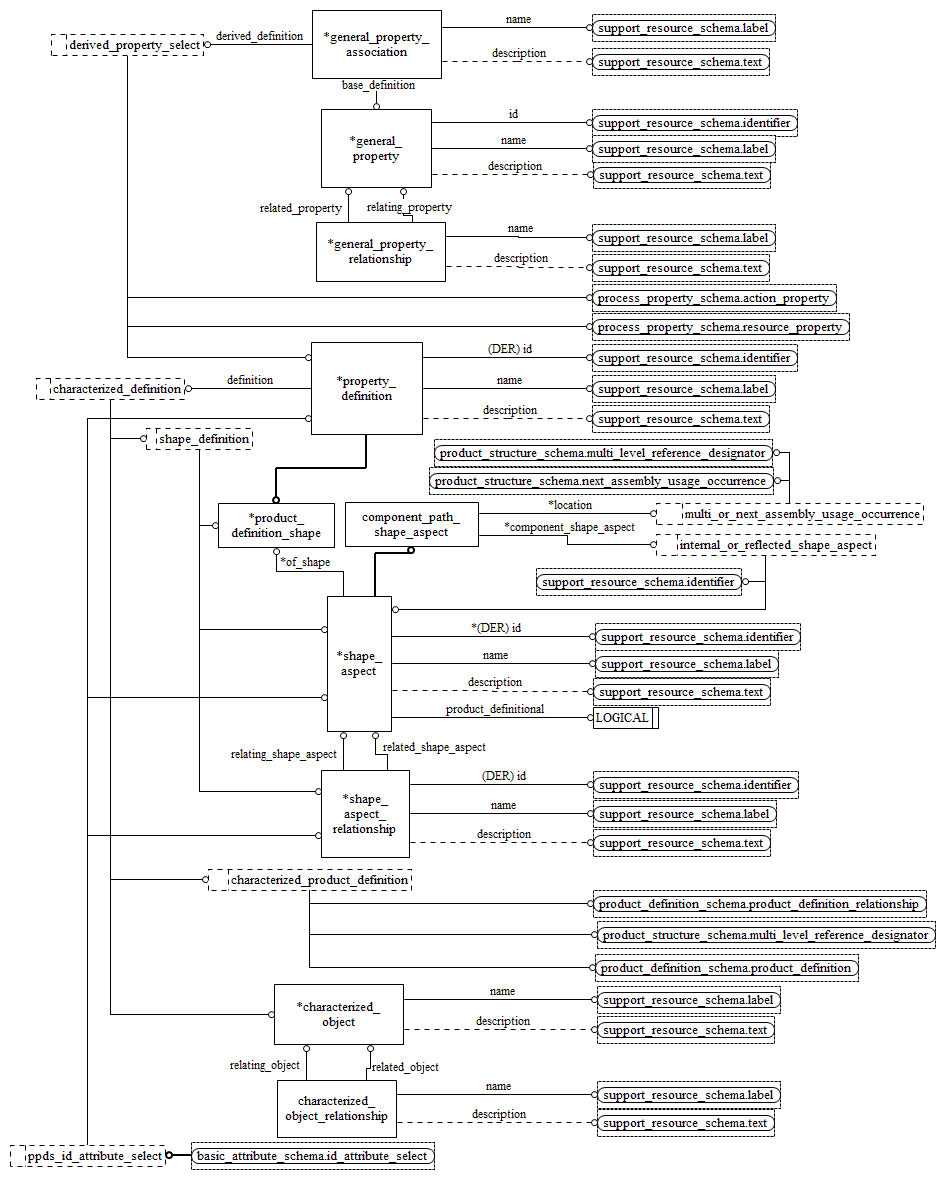 name
*general_property_
association
support_resource_schema.label
derived_property_select
derived_definition
description
support_resource_schema.text
base_definition
id
support_resource_schema.identifier
*general_
property
name
support_resource_schema.label
description
support_resource_schema.text
related_property
relating_property
name
support_resource_schema.label
*general_property_
relationship
description
support_resource_schema.text
process_property_schema.action_property
process_property_schema.resource_property
(DER) id
support_resource_schema.identifier
characterized_definition
definition
*property_
definition
name
support_resource_schema.label
description
support_resource_schema.text
shape_definition
product_structure_schema.multi_level_reference_designator
product_structure_schema.next_assembly_usage_occurrence
*product_
definition_shape
component_path_
shape_aspect
*location
multi_or_next_assembly_usage_occurrence
*component_shape_aspect
internal_or_reflected_shape_aspect
*of_shape
support_resource_schema.identifier
*(DER) id
support_resource_schema.identifier
*shape_
aspect
name
support_resource_schema.label
description
support_resource_schema.text
product_definitional
LOGICAL
relating_shape_aspect
related_shape_aspect
(DER) id
support_resource_schema.identifier
*shape_
aspect_
relationship
name
support_resource_schema.label
description
support_resource_schema.text
characterized_product_definition
product_definition_schema.product_definition_relationship
product_structure_schema.multi_level_reference_designator
product_definition_schema.product_definition
*characterized_
object
name
support_resource_schema.label
description
support_resource_schema.text
relating_object
related_object
characterized_
object_relationship
name
support_resource_schema.label
description
support_resource_schema.text
ppds_id_attribute_select
basic_attribute_schema.id_attribute_select